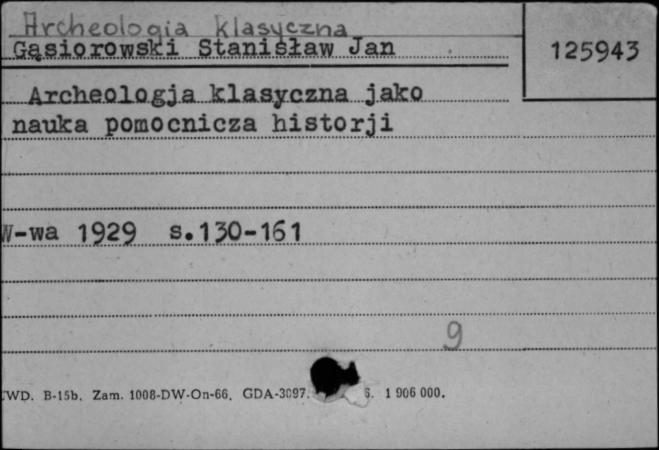 Archeologia klasyczna
Gąsiorowski Stanisław Jan
125943
Archeologja klasyczna jako
nauka pomocnicza historji
W-wa 1929 s.130-161
9
WD. B-15b. Zam. 1008-DW-On-66. GDA-3097. 6. 1 906 000.